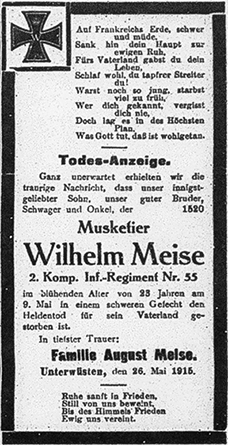 Auf Frankreichs Erde, schwer
und müde,
Sank hin dein Haupt zur
ewigen Ruh,
Fürs Vaterland gabst du dein
Leben,
Schlaf wohl, du tapfrer Streiter
du!
Warst noch so jung, starbst
viel zu früh,
Wer dich gekannt, vergisst
dich nie,
Doch lag es in des Höchsten
Plan,
Was Gott tut, daß ist wohlgetan.
Todes-Anzeige.
Ganz unerwartet erhielten wir die
traurige Nachricht, dass unser innigst-
geliebter Sohn, unser guter Bruder,
Schwager und Onkel, der 1520
Musketier
Wilhelm Meise
2. Komp. Inf.-Regiment Nr. 55
im blühenden Alter von 23 Jahren am
9. Mai in einem schweren Gefecht den
Heldentod für sein Vaterland ge-
storben ist.
In tiefster Trauer:
Familie August Meise.
Unterwüsten, den 26. Mai 1915.
Ruhe sanft in Frieden,
Still von uns beweint,
Bis des Himmels Frieden
Ewig uns vereint.